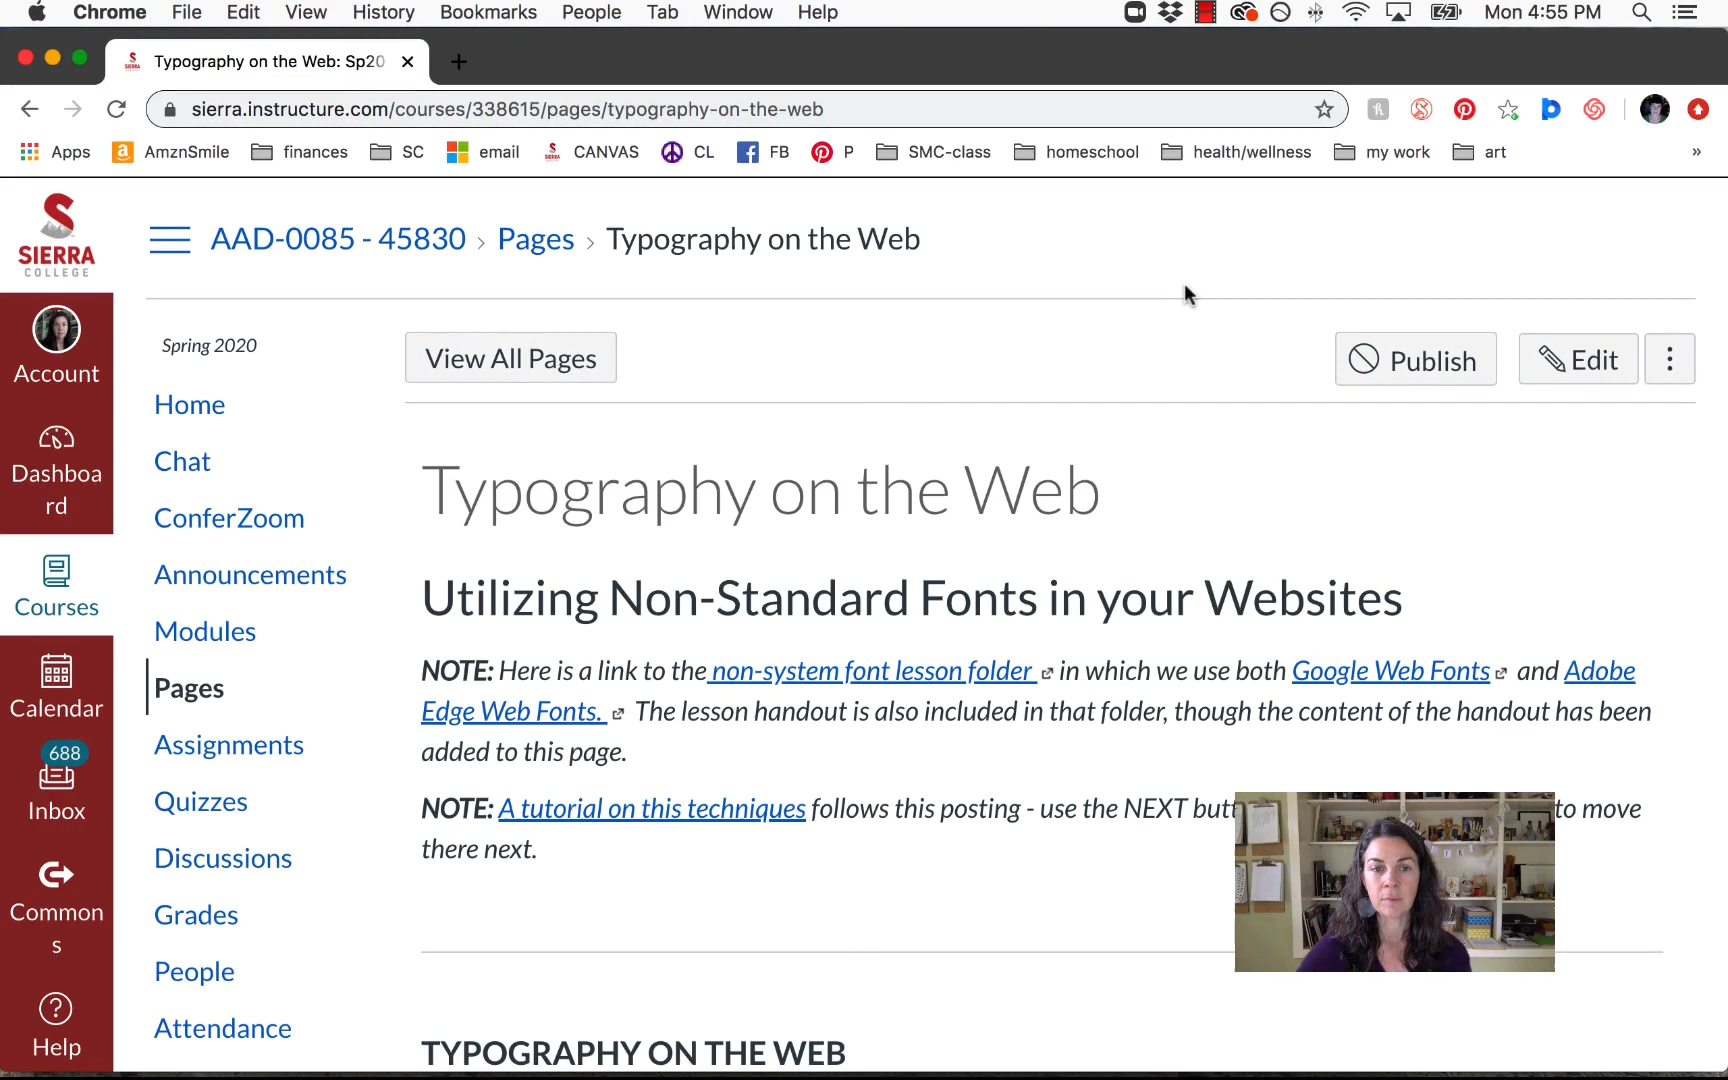 Chrome File Edit View History Bookmarks People Tab Window Help Mon 4:55 PM
Typography on the Web: Sp20
sierra.instructure.com/courses/338615/pages/typography-on-the-web
Apps AmznSmile finances SC email CANVAS CL FB P SMC-class homeschool health/wellness my work art »
SIERRA
COLLEGE
AAD-0085 - 45830 › Pages › Typography on the Web
Account
Dashboa
rd
Courses
Calendar
688
Inbox
Common
s
Help
Spring 2020
Home
Chat
ConferZoom
Announcements
Modules
Pages
Assignments
Quizzes
Discussions
Grades
People
Attendance
View All Pages
Publish
Edit
Typography on the Web
Utilizing Non-Standard Fonts in your Websites
NOTE: Here is a link to the non-system font lesson folder in which we use both Google Web Fonts and Adobe
Edge Web Fonts. The lesson handout is also included in that folder, though the content of the handout has been
added to this page.
NOTE: A tutorial on this techniques follows this posting - use the NEXT butt to move
there next.
TYPOGRAPHY ON THE WEB